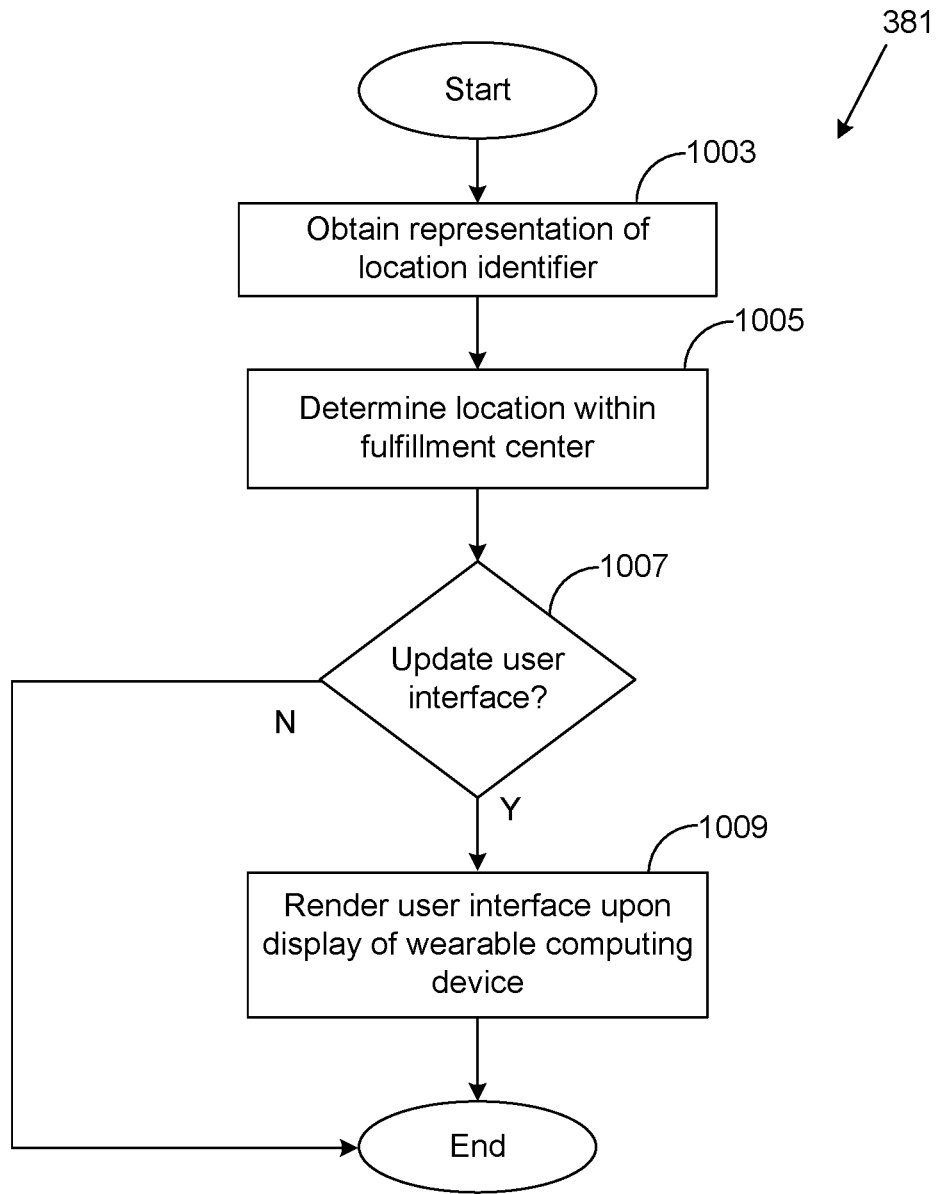 381
Start
1003
Obtain representation of
location identifier
1005
Determine location within
fulfillment center
1007
Update user
interface?
N
Y
1009
Render user interface upon
display of wearable computing
device
End